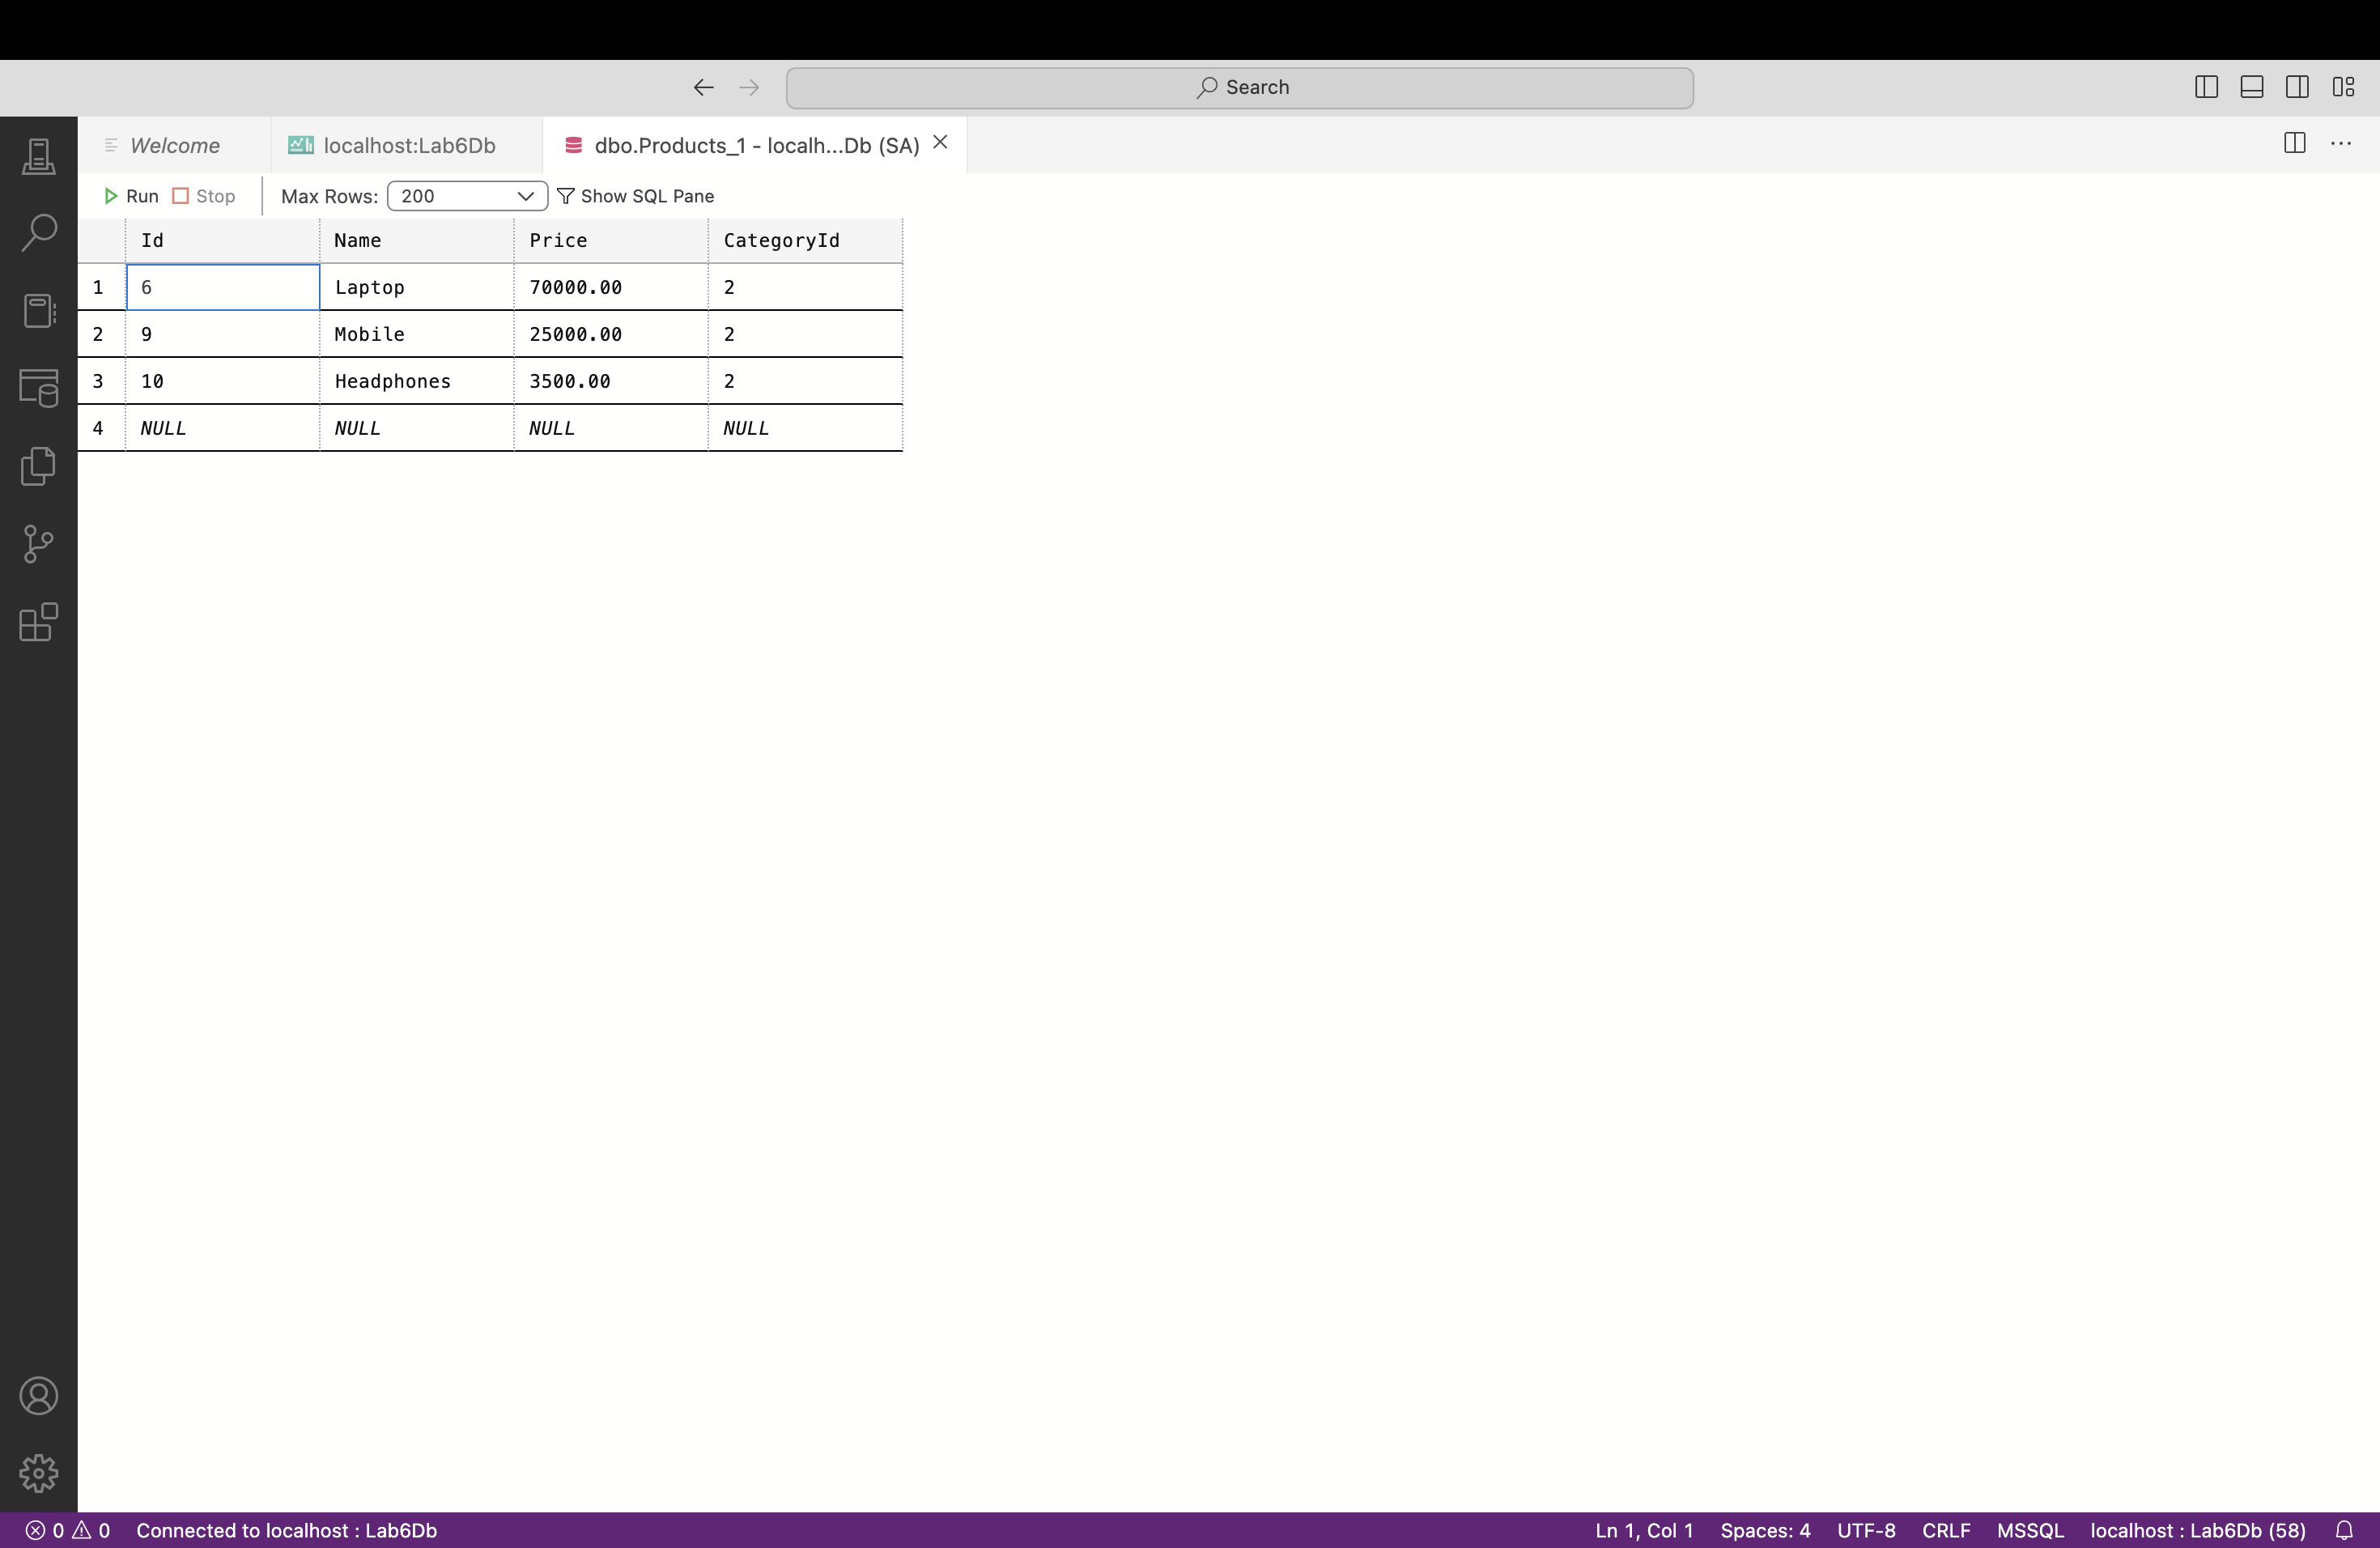 Search
Welcome localhost:Lab6Db dbo.Products_1 - localh...Db (SA)
Run Stop Max Rows: 200 Show SQL Pane
Id Name Price CategoryId
1 6 Laptop 70000.00 2
2 9 Mobile 25000.00 2
3 10 Headphones 3500.00 2
4 NULL NULL NULL NULL
0 0 Connected to localhost : Lab6Db Ln 1, Col 1 Spaces: 4 UTF-8 CRLF MSSQL localhost : Lab6Db (58)